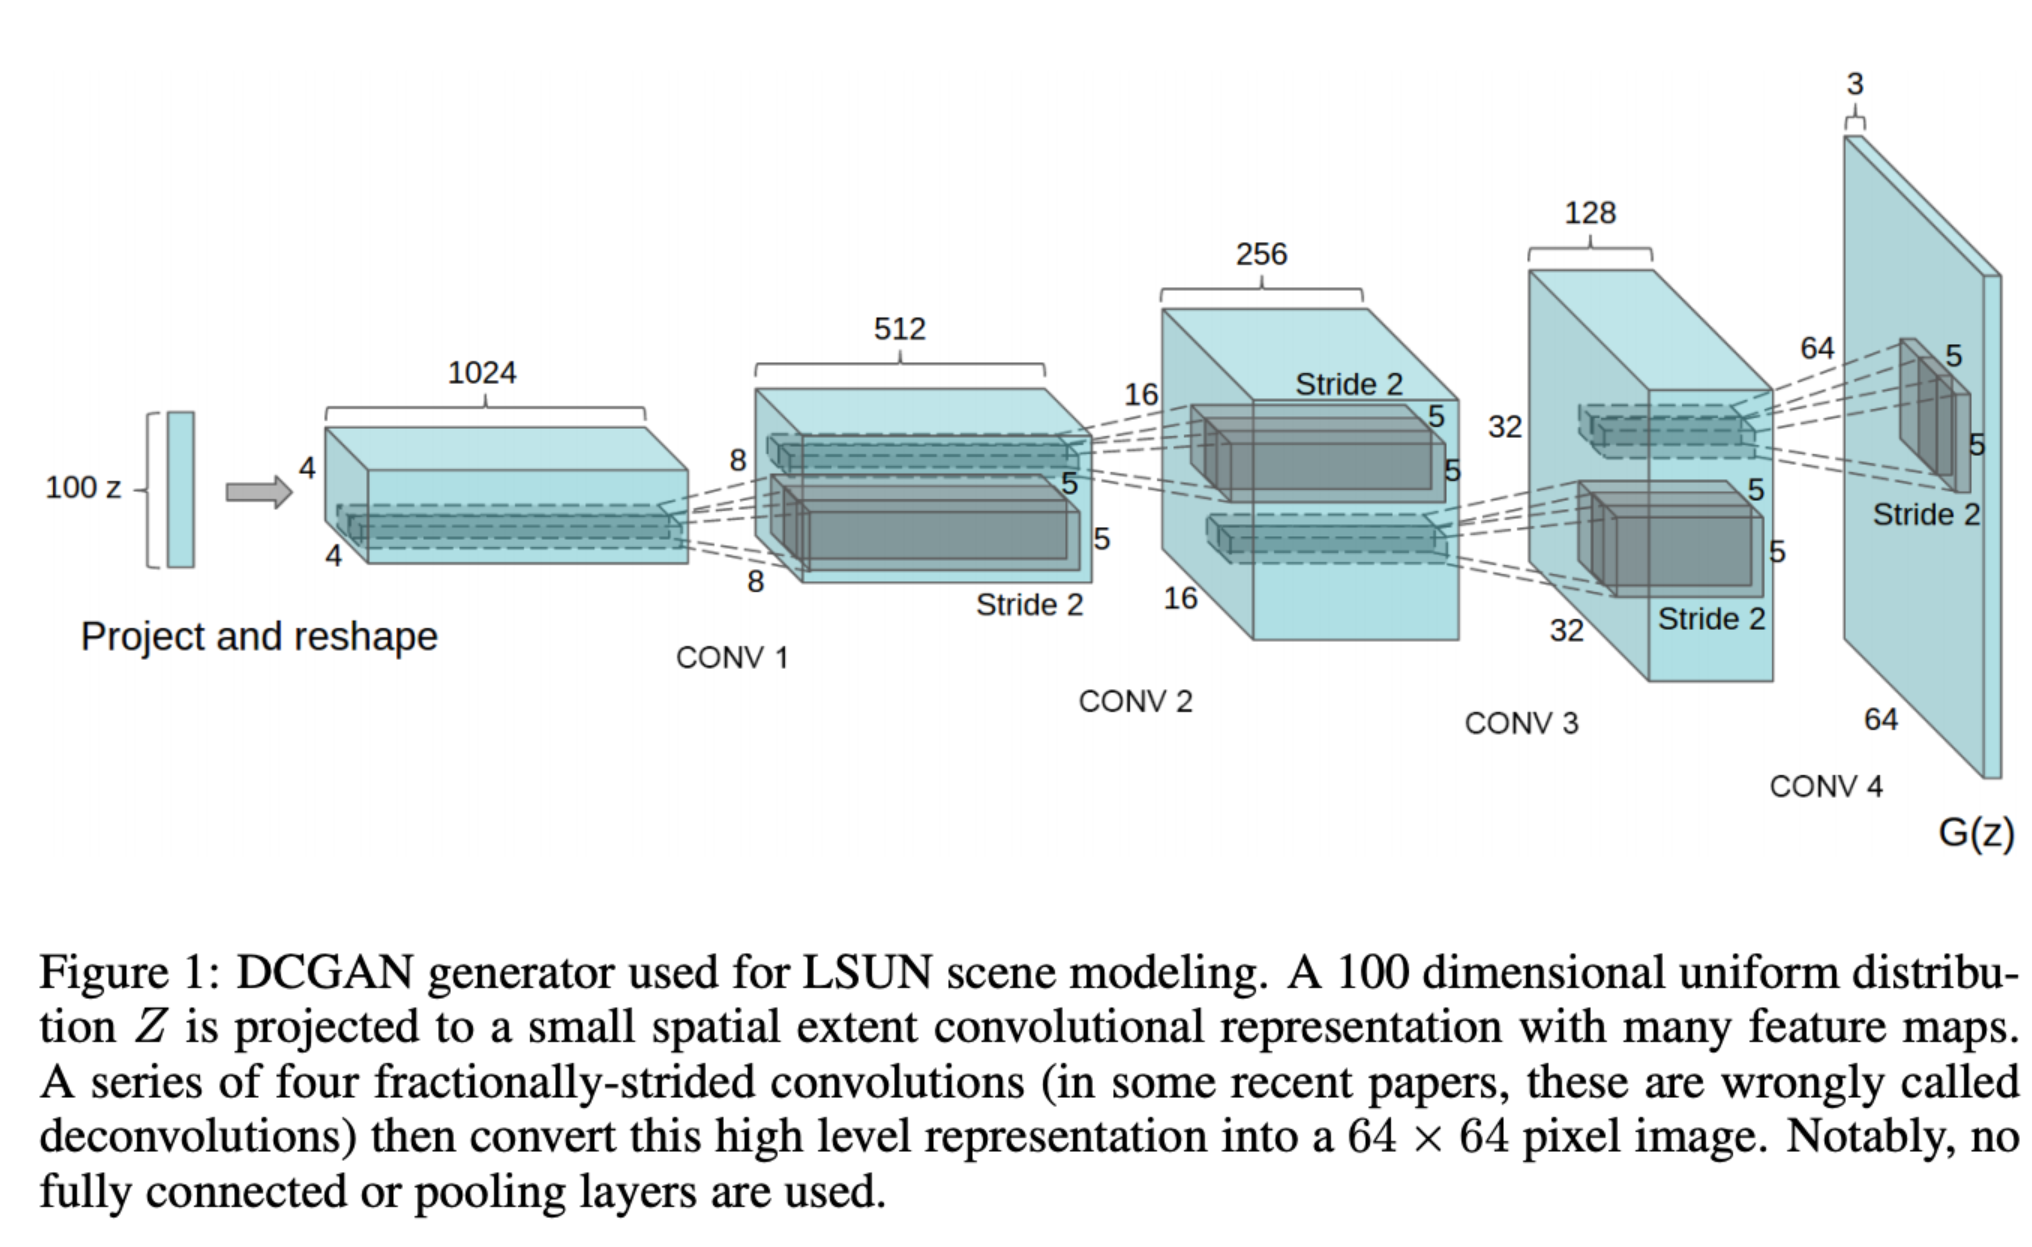 3
128
256
512
1024
64
5
16
Stride 2
5
32
8
5
5
4
100 z
5
5
5
5
Stride 2
4
8
16
32
Stride 2
Stride 2
Project and reshape
CONV 1
CONV 2
CONV 3
64
CONV 4
G(z)
Figure 1: DCGAN generator used for LSUN scene modeling. A 100 dimensional uniform distribu-
tion Z is projected to a small spatial extent convolutional representation with many feature maps.
A series of four fractionally-strided convolutions (in some recent papers, these are wrongly called
deconvolutions) then convert this high level representation into a 64 × 64 pixel image. Notably, no
fully connected or pooling layers are used.